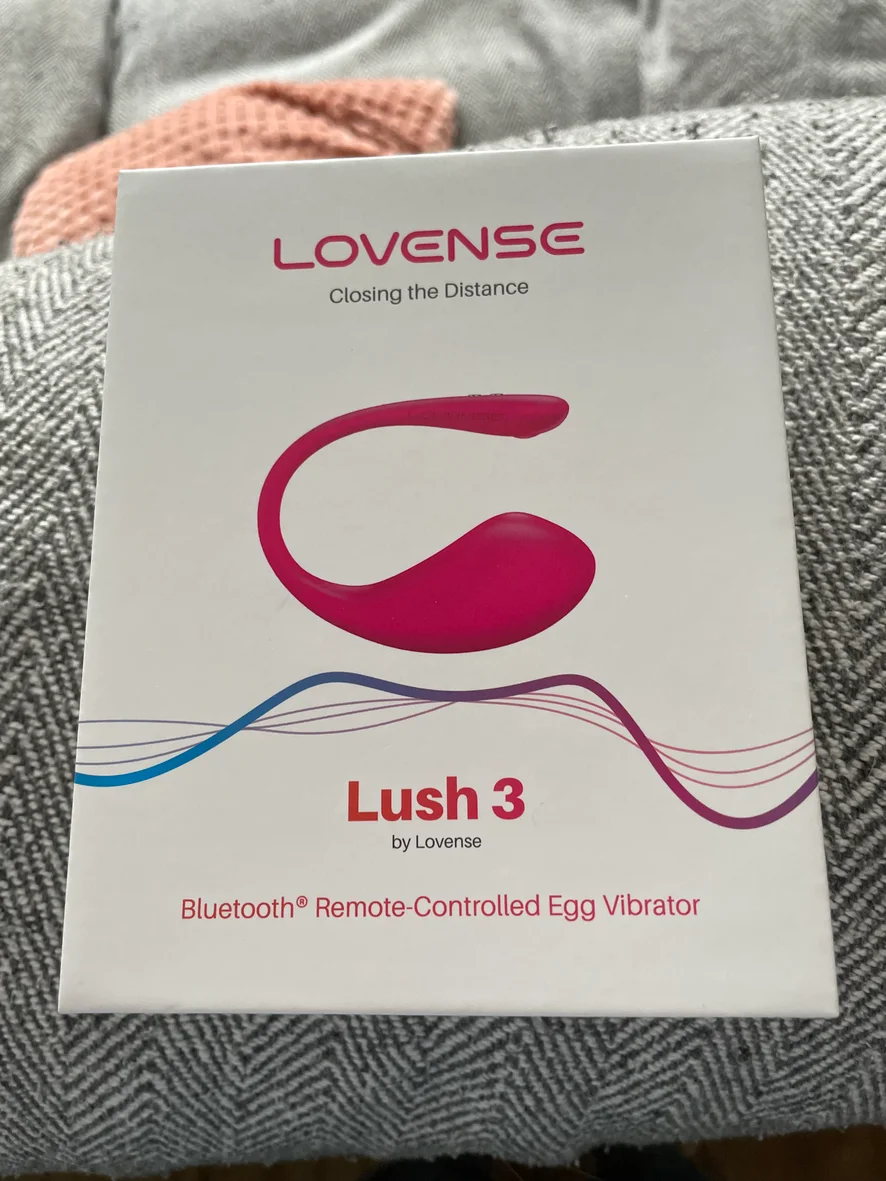 LOVENSE
Closing the Distance
Lush 3
by Lovense
Bluetooth® Remote-Controlled Egg Vibrator